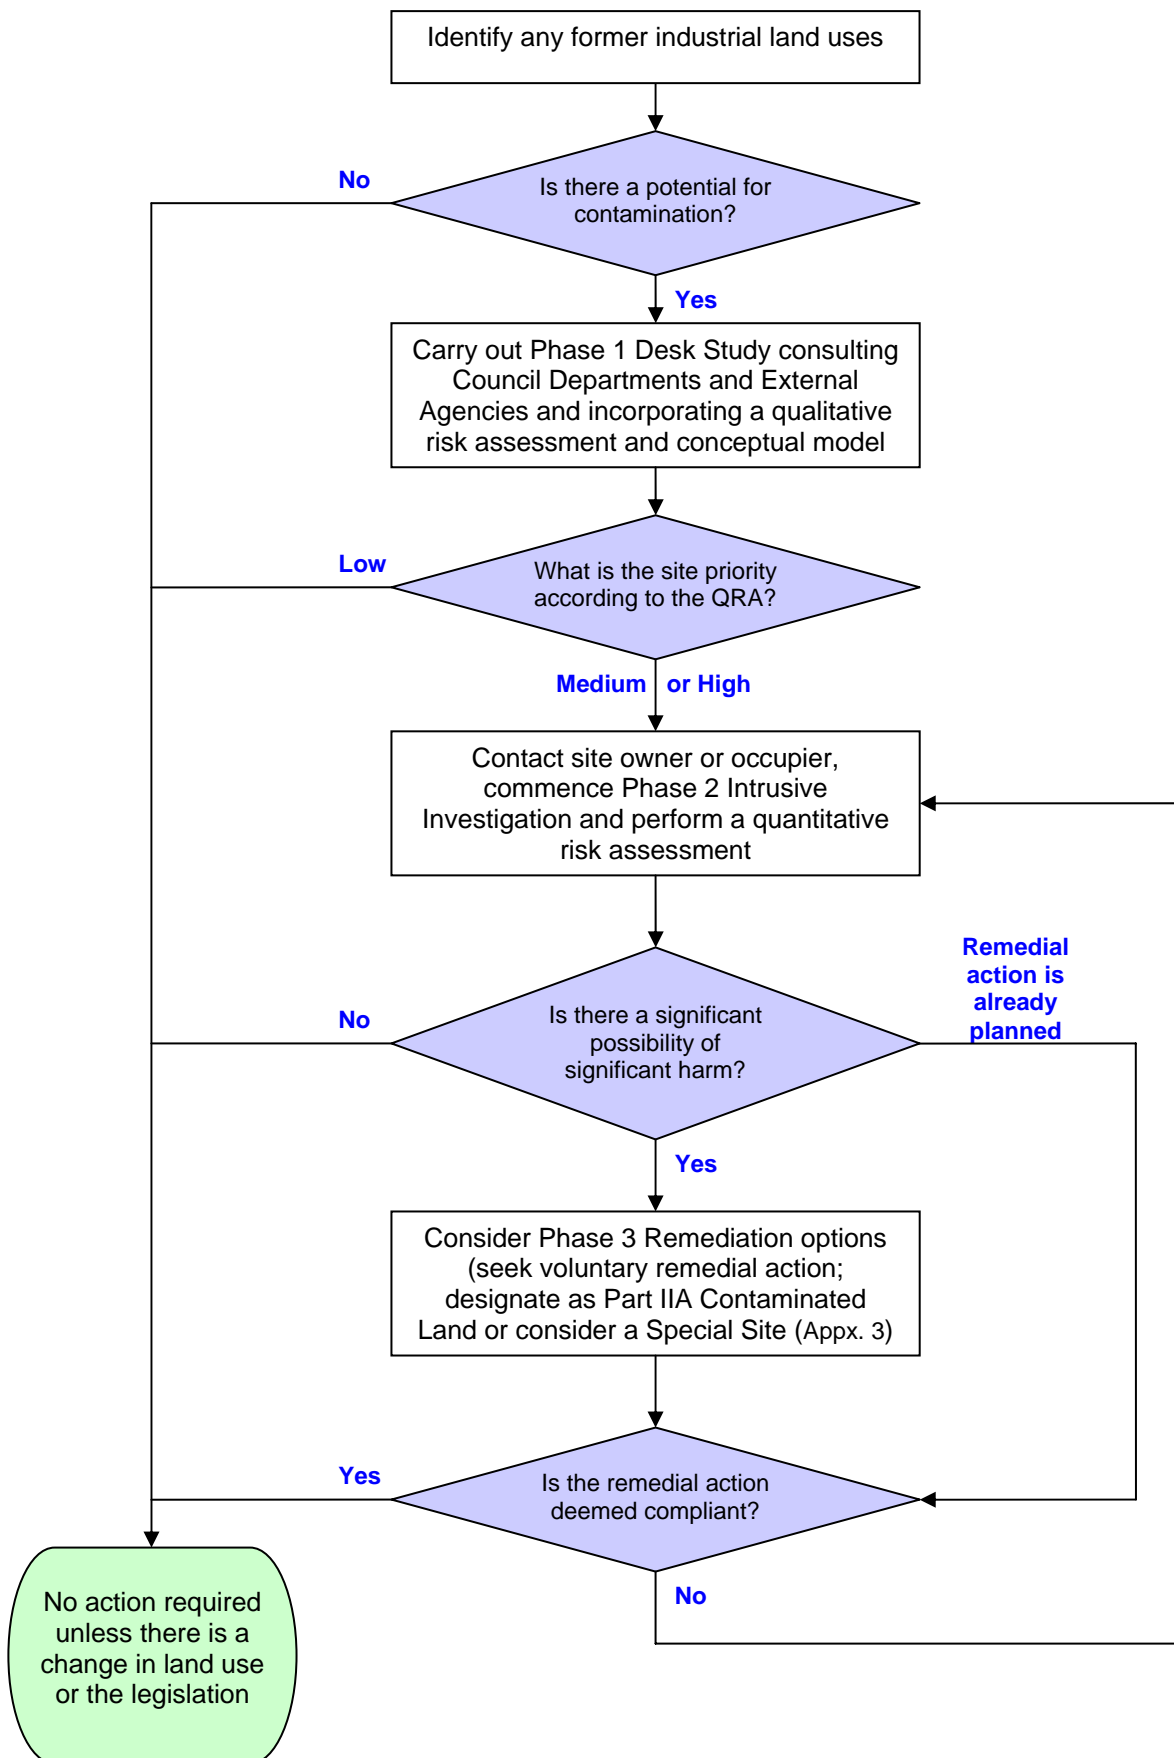 Identify any former industrial land uses
No
Is there a potential for
contamination?
Yes
Carry out Phase 1 Desk Study consulting
Council Departments and External
Agencies and incorporating a qualitative
risk assessment and conceptual model
Low
What is the site priority
according to the QRA?
Medium or High
Contact site owner or occupier,
commence Phase 2 Intrusive
Investigation and perform a quantitative
risk assessment
Remedial
action is
already
planned
No
Is there a significant
possibility of
significant harm?
Yes
Consider Phase 3 Remediation options
(seek voluntary remedial action;
designate as Part IIA Contaminated
Land or consider a Special Site (Appx. 3)
Yes
Is the remedial action
deemed compliant?
No
No action required
unless there is a
change in land use
or the legislation